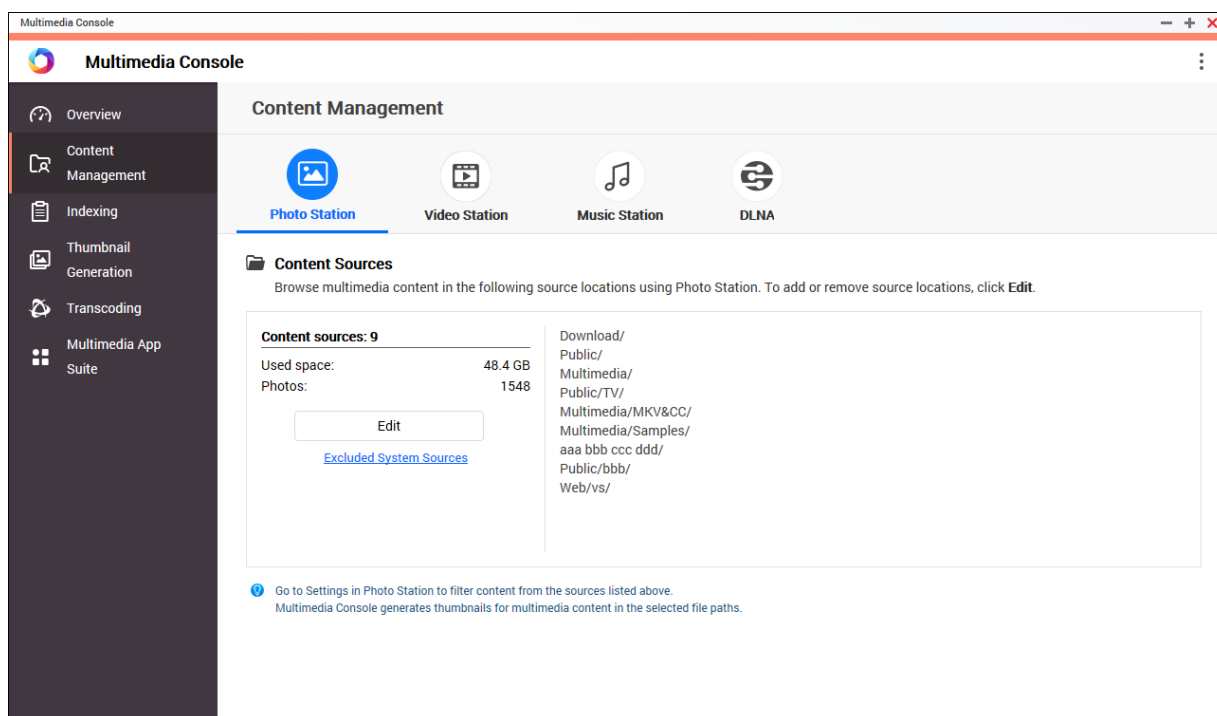 Multimedia Console
Multimedia Console
Overview
Content
Management
Indexing
Thumbnail
Generation
Transcoding
Multimedia App
Suite
Content Management
Photo Station
Video Station
Music Station
DLNA
Content Sources
Browse multimedia content in the following source locations using Photo Station. To add or remove source locations, click Edit.
Content sources: 9
Used space: 48.4 GB
Photos: 1548
Edit
Excluded System Sources
Download/
Public/
Multimedia/
Public/TV/
Multimedia/MKV&CC/
Multimedia/Samples/
aaa bbb ccc ddd/
Public/bbb/
Web/vs/
Go to Settings in Photo Station to filter content from the sources listed above.
Multimedia Console generates thumbnails for multimedia content in the selected file paths.